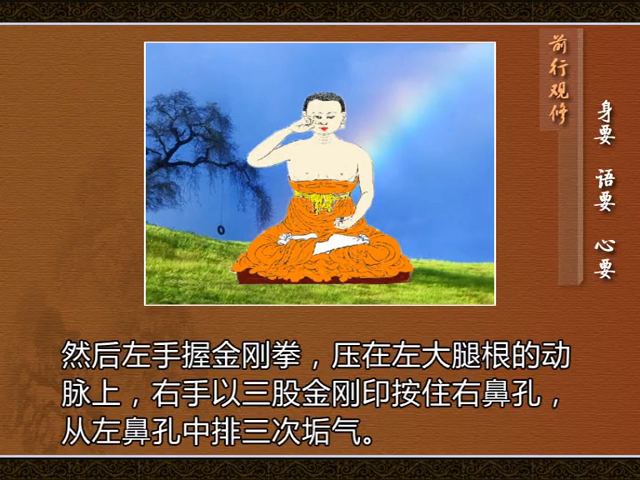 前行观修
身要 语要 心要
然后左手握金刚拳，压在左大腿根的动
脉上，右手以三股金刚印按住右鼻孔，
从左鼻孔中排三次垢气。